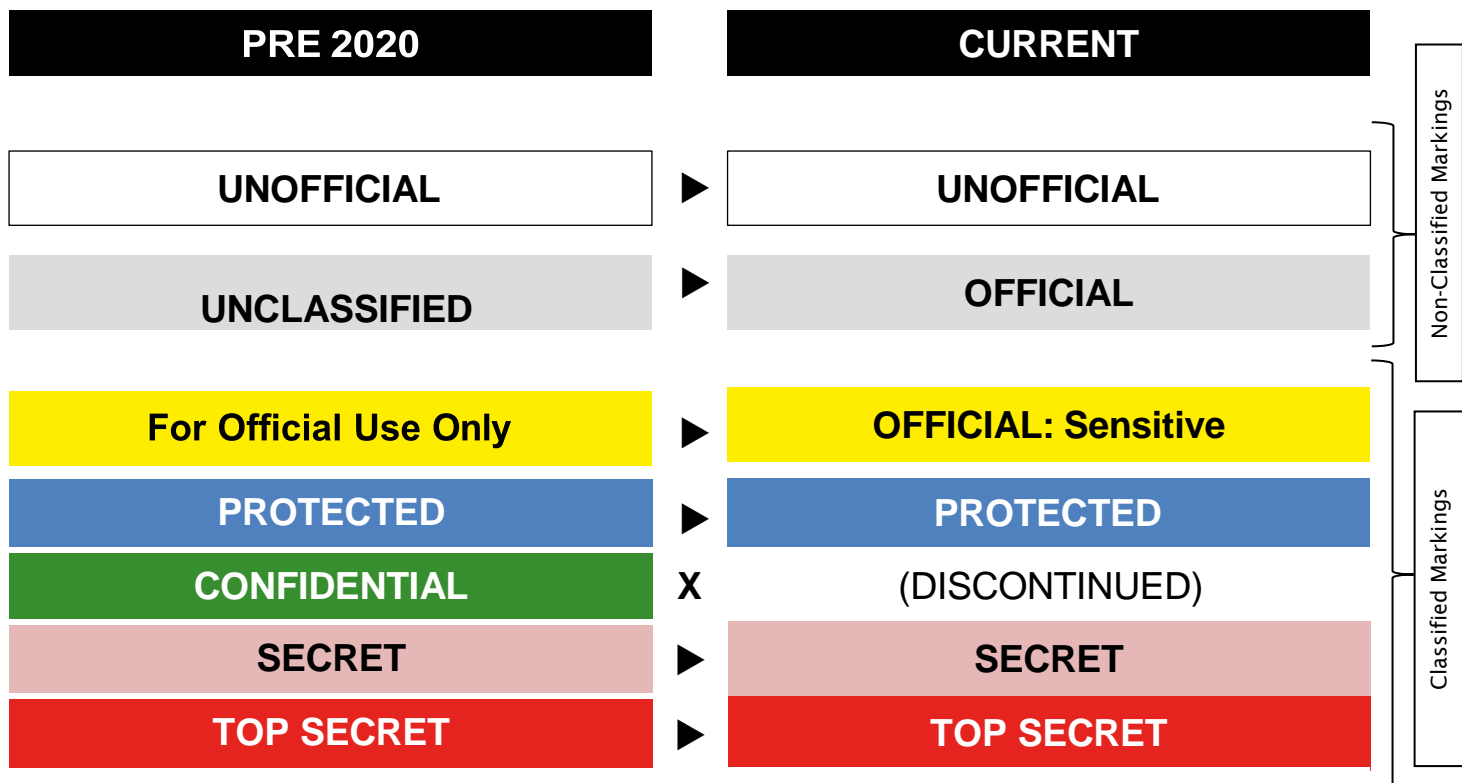 PRE 2020
CURRENT
UNOFFICIAL
UNOFFICIAL
UNCLASSIFIED
OFFICIAL
For Official Use Only
OFFICIAL: Sensitive
PROTECTED
PROTECTED
CONFIDENTIAL
X
(DISCONTINUED)
SECRET
SECRET
TOP SECRET
TOP SECRET
Non-Classified Markings
Classified Markings